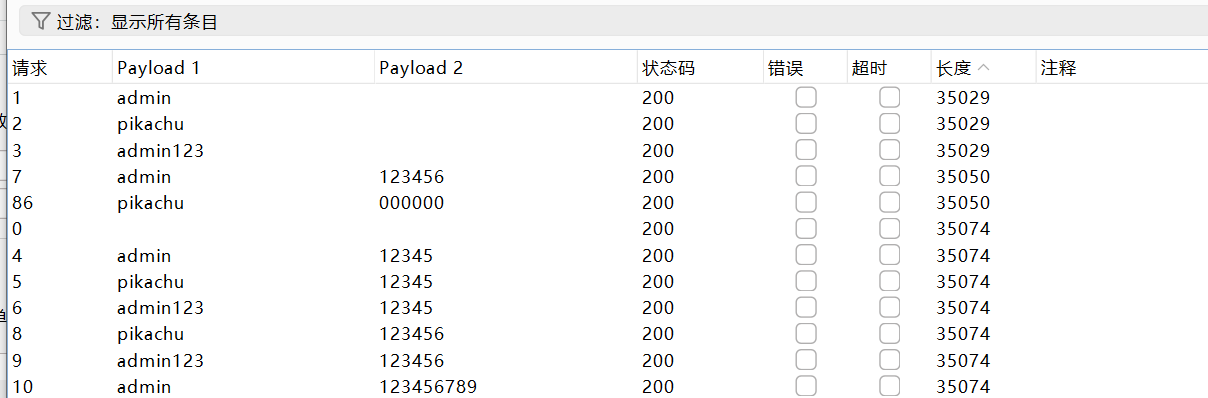 过滤：显示所有条目
请求 Payload 1 Payload 2 状态码 错误 超时 长度 注释
1 admin 200 35029
2 pikachu 200 35029
3 admin123 200 35029
7 admin 123456 200 35050
86 pikachu 000000 200 35050
0 200 35074
4 admin 12345 200 35074
5 pikachu 12345 200 35074
6 admin123 12345 200 35074
8 pikachu 123456 200 35074
9 admin123 123456 200 35074
10 admin 123456789 200 35074